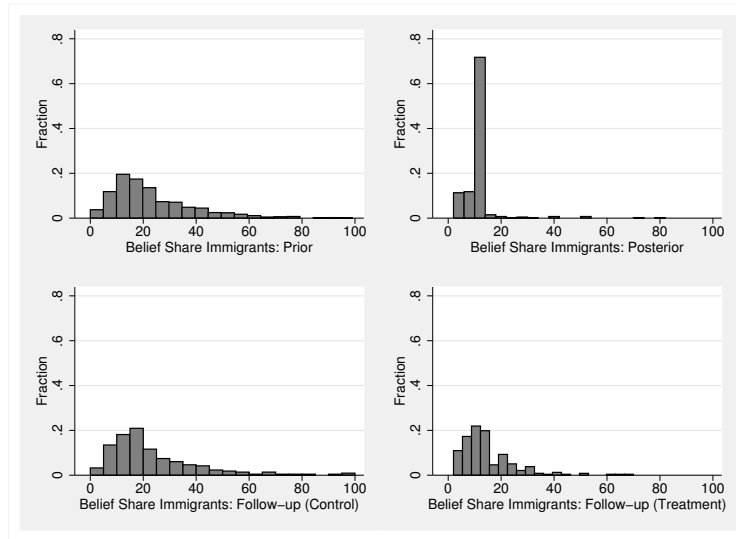 Fraction
0 .2 .4 .6 .8
0 20 40 60 80 100
Belief Share Immigrants: Prior
Fraction
0 .2 .4 .6 .8
0 20 40 60 80 100
Belief Share Immigrants: Posterior
Fraction
0 .2 .4 .6 .8
0 20 40 60 80 100
Belief Share Immigrants: Follow−up (Control)
Fraction
0 .2 .4 .6 .8
0 20 40 60 80 100
Belief Share Immigrants: Follow−up (Treatment)